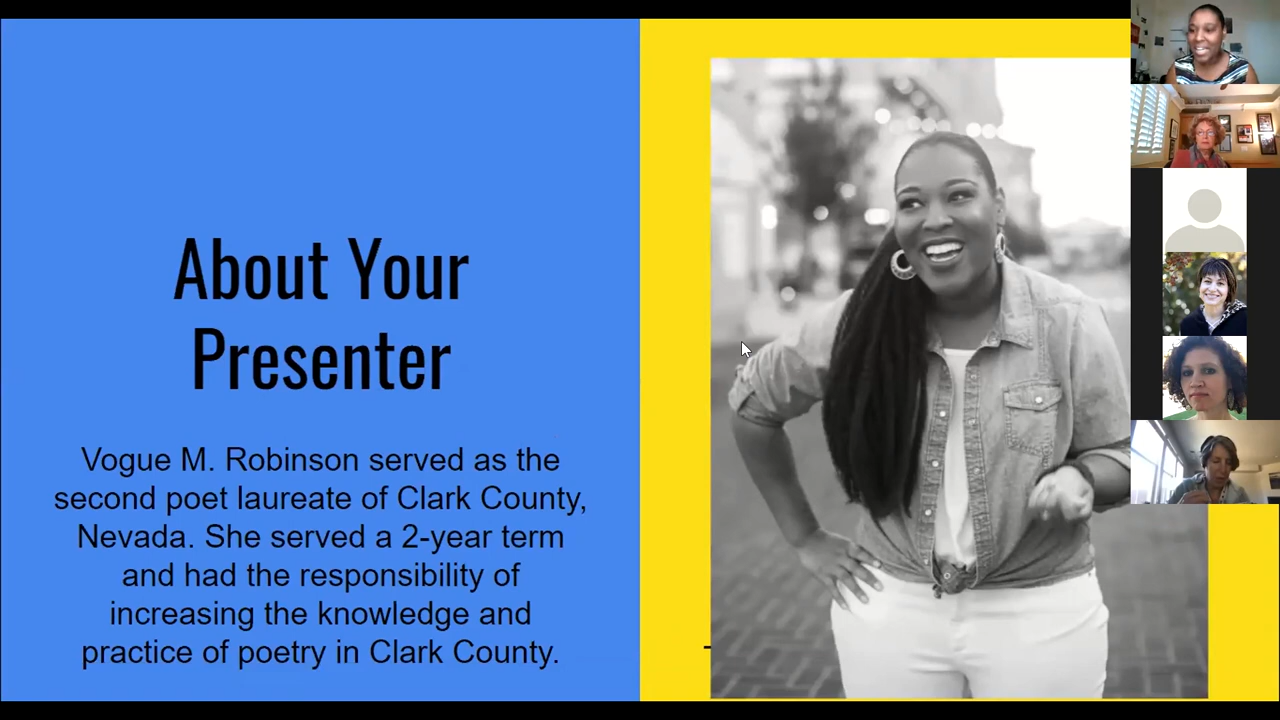 About Your
Presenter
Vogue M. Robinson served as the
second poet laureate of Clark County,
Nevada. She served a 2-year term
and had the responsibility of
increasing the knowledge and
practice of poetry in Clark County.
-